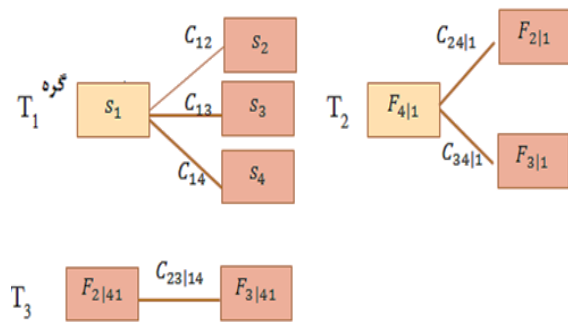 T₁ گره
s₁
C₁₂
s₂
C₁₃
s₃
C₁₄
s₄
T₂
F₄|₁
C₂₄|₁
F₂|₁
C₃₄|₁
F₃|₁
T₃
F₂|₄₁
C₂₃|₁₄
F₃|₄₁